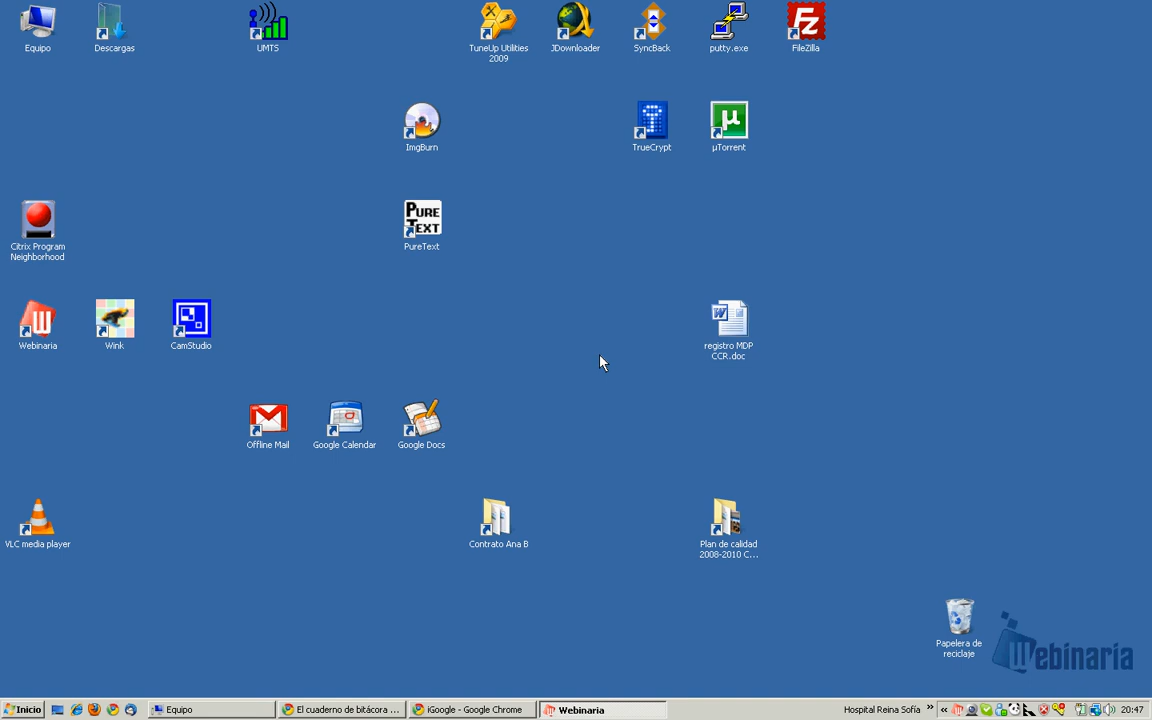 Equipo
Descargas
UMTS
TuneUp Utilities
2009
JDownloader
SyncBack
putty.exe
FileZilla
ImgBurn
TrueCrypt
µTorrent
µ
Citrix Program
Neighborhood
PURE
TEXT
PureText
Webinaria
Wink
CamStudio
registro MDP
CCR.doc
Offline Mail
Google Calendar
Google Docs
VLC media player
Contrato Ana B
Plan de calidad
2008-2010 C...
Papelera de
reciclaje
Webinaria
Inicio
Equipo
El cuaderno de bitácora ...
iGoogle - Google Chrome
Webinaria
Hospital Reina Sofía
»
«
20:47